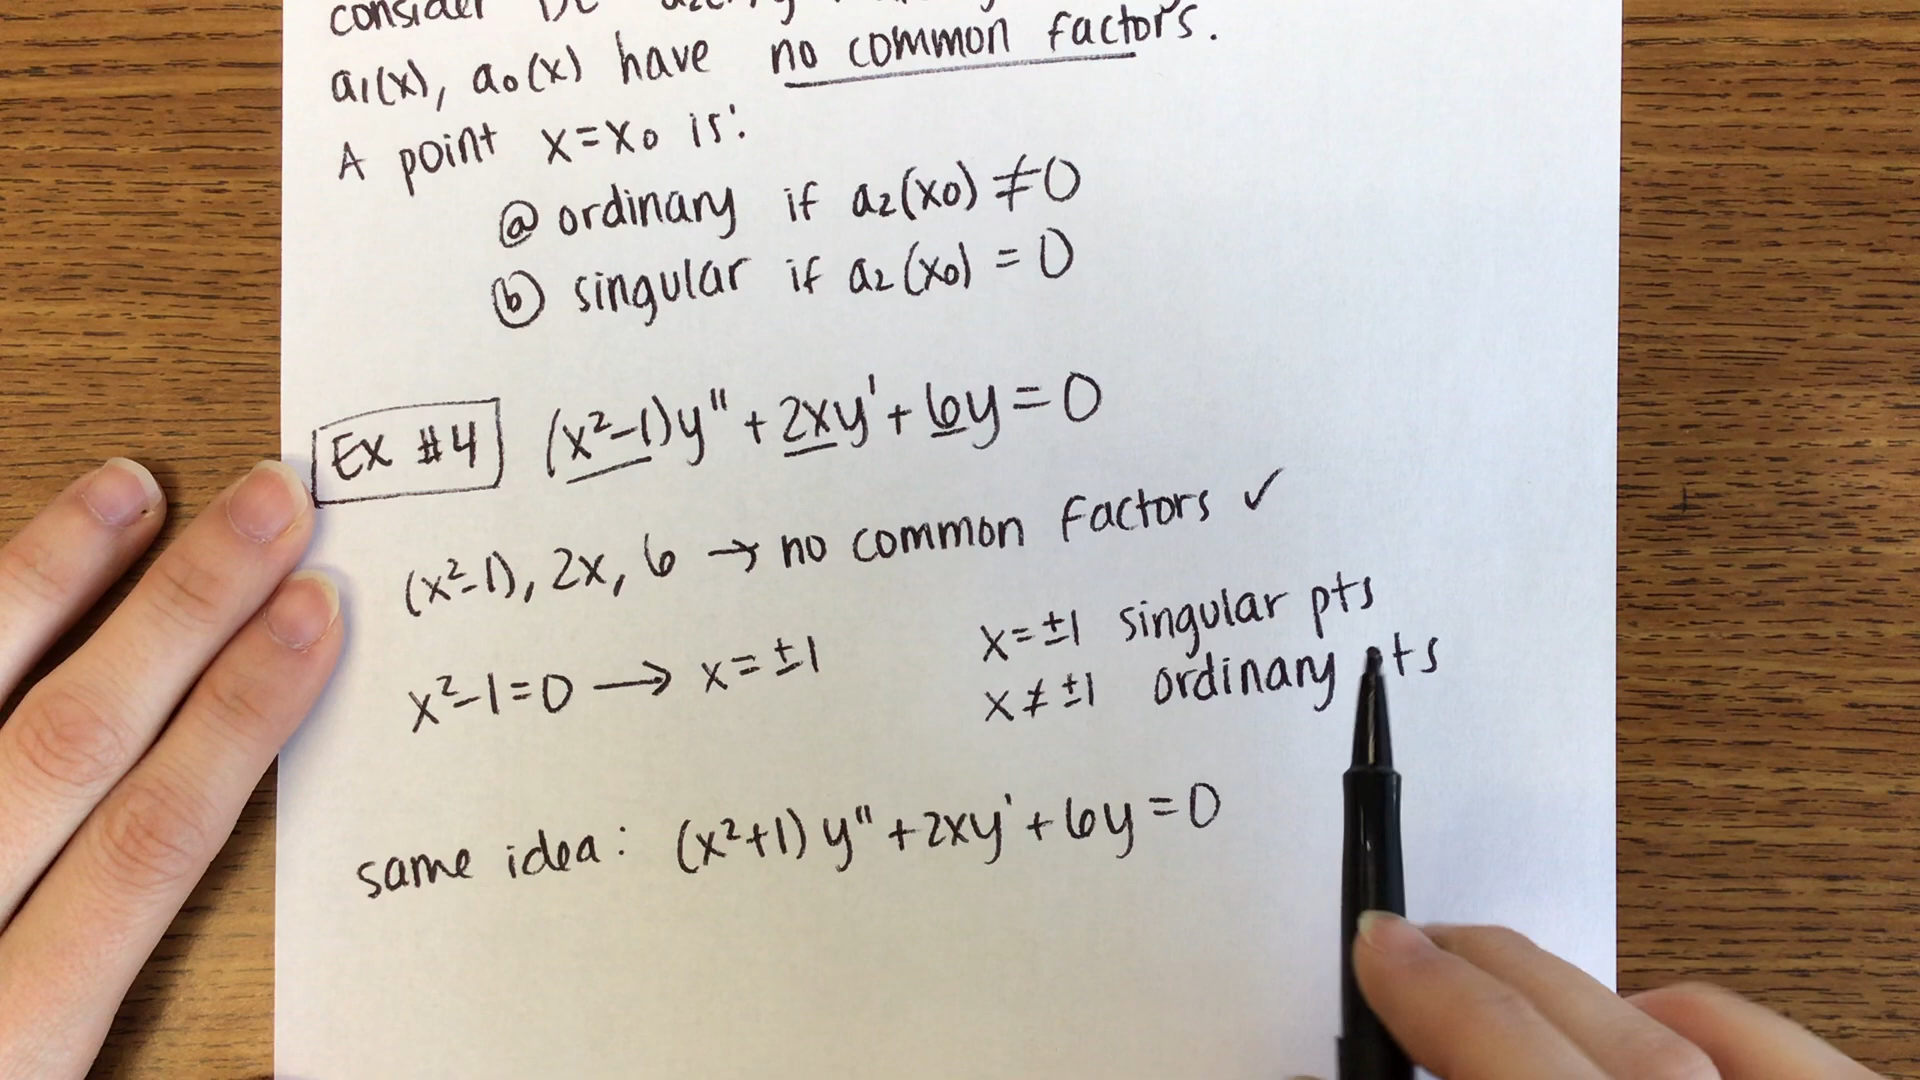 consider DE
a₁(x), a₀(x) have no common factors.
A point x=x₀ is:
ⓐ ordinary if a₂(x₀) ≠ 0
ⓑ singular if a₂(x₀) = 0
Ex #4 (x²-1)y" + 2xy' + 6y = 0
(x²-1), 2x, 6 → no common factors ✓
x²-1=0 → x=±1
x=±1 singular pts
x≠±1 ordinary pts
same idea: (x²+1)y" + 2xy' + 6y = 0